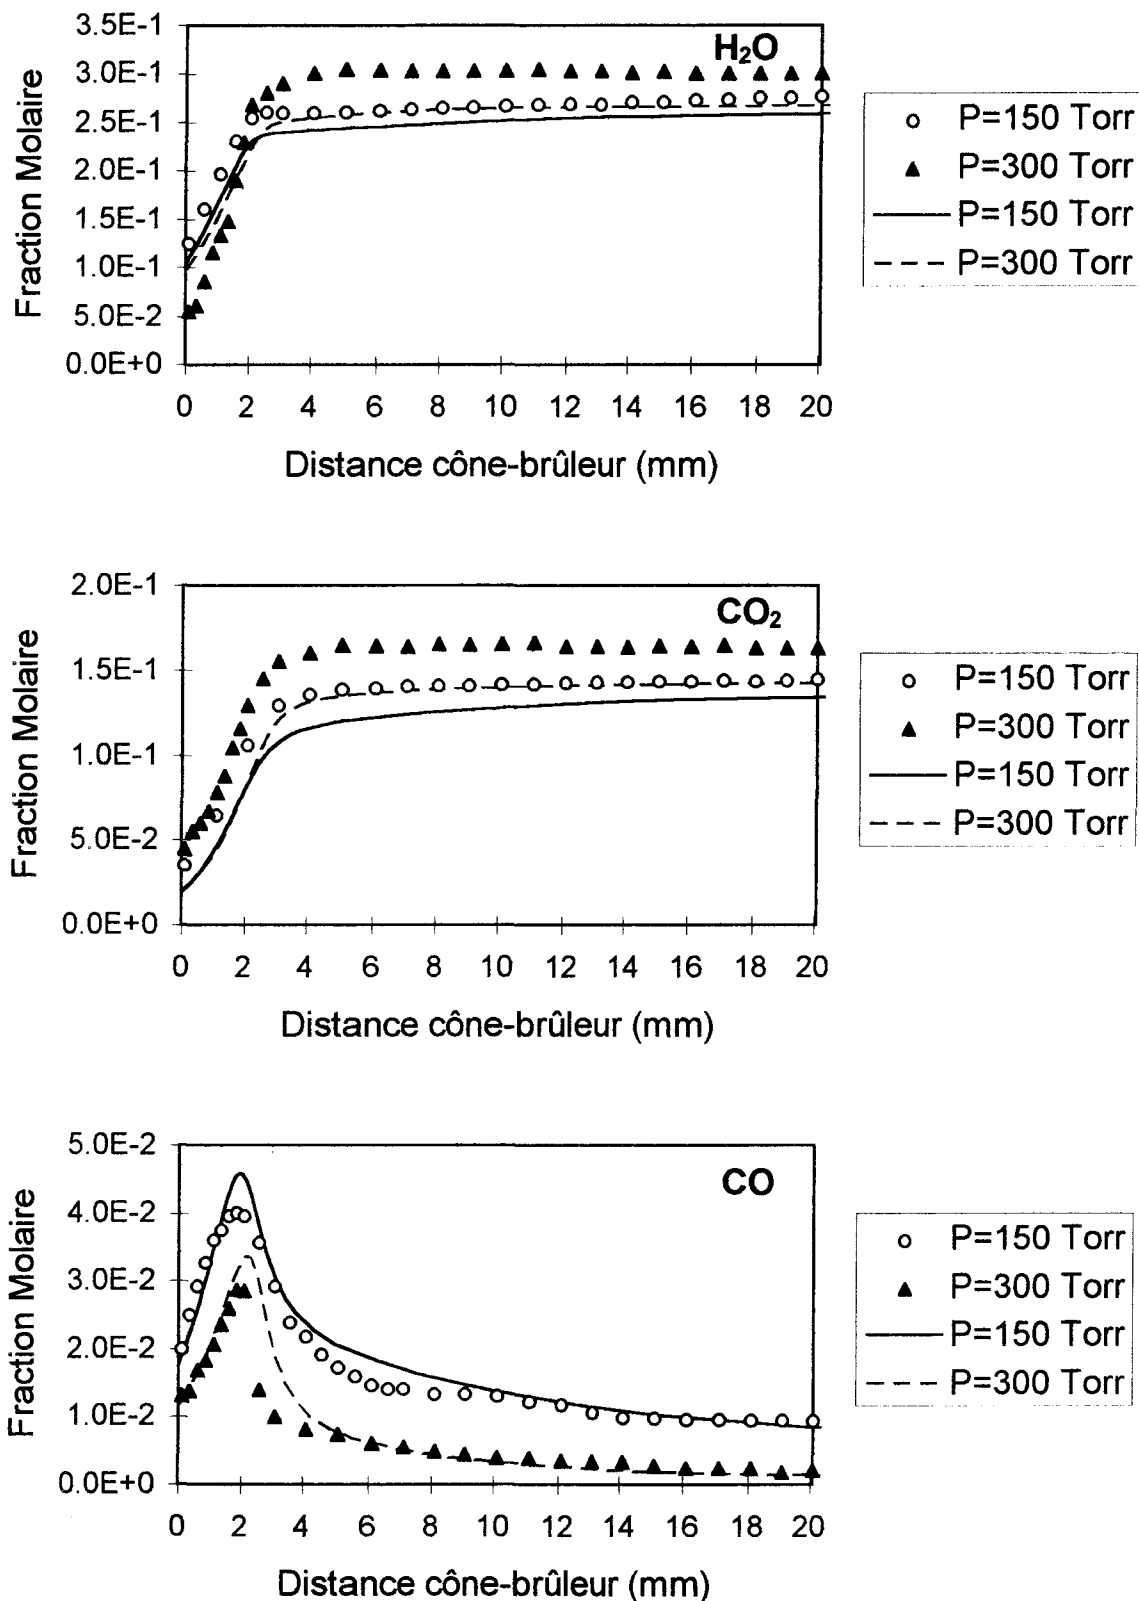 3.5E-1
3.0E-1
2.5E-1
2.0E-1
1.5E-1
1.0E-1
5.0E-2
0.0E+0
Fraction Molaire
H₂O
0 2 4 6 8 10 12 14 16 18 20
Distance cône-brûleur (mm)
P=150 Torr
P=300 Torr
P=150 Torr
P=300 Torr
2.0E-1
1.5E-1
1.0E-1
5.0E-2
0.0E+0
Fraction Molaire
CO₂
0 2 4 6 8 10 12 14 16 18 20
Distance cône-brûleur (mm)
P=150 Torr
P=300 Torr
P=150 Torr
P=300 Torr
5.0E-2
4.0E-2
3.0E-2
2.0E-2
1.0E-2
0.0E+0
Fraction Molaire
CO
0 2 4 6 8 10 12 14 16 18 20
Distance cône-brûleur (mm)
P=150 Torr
P=300 Torr
P=150 Torr
P=300 Torr